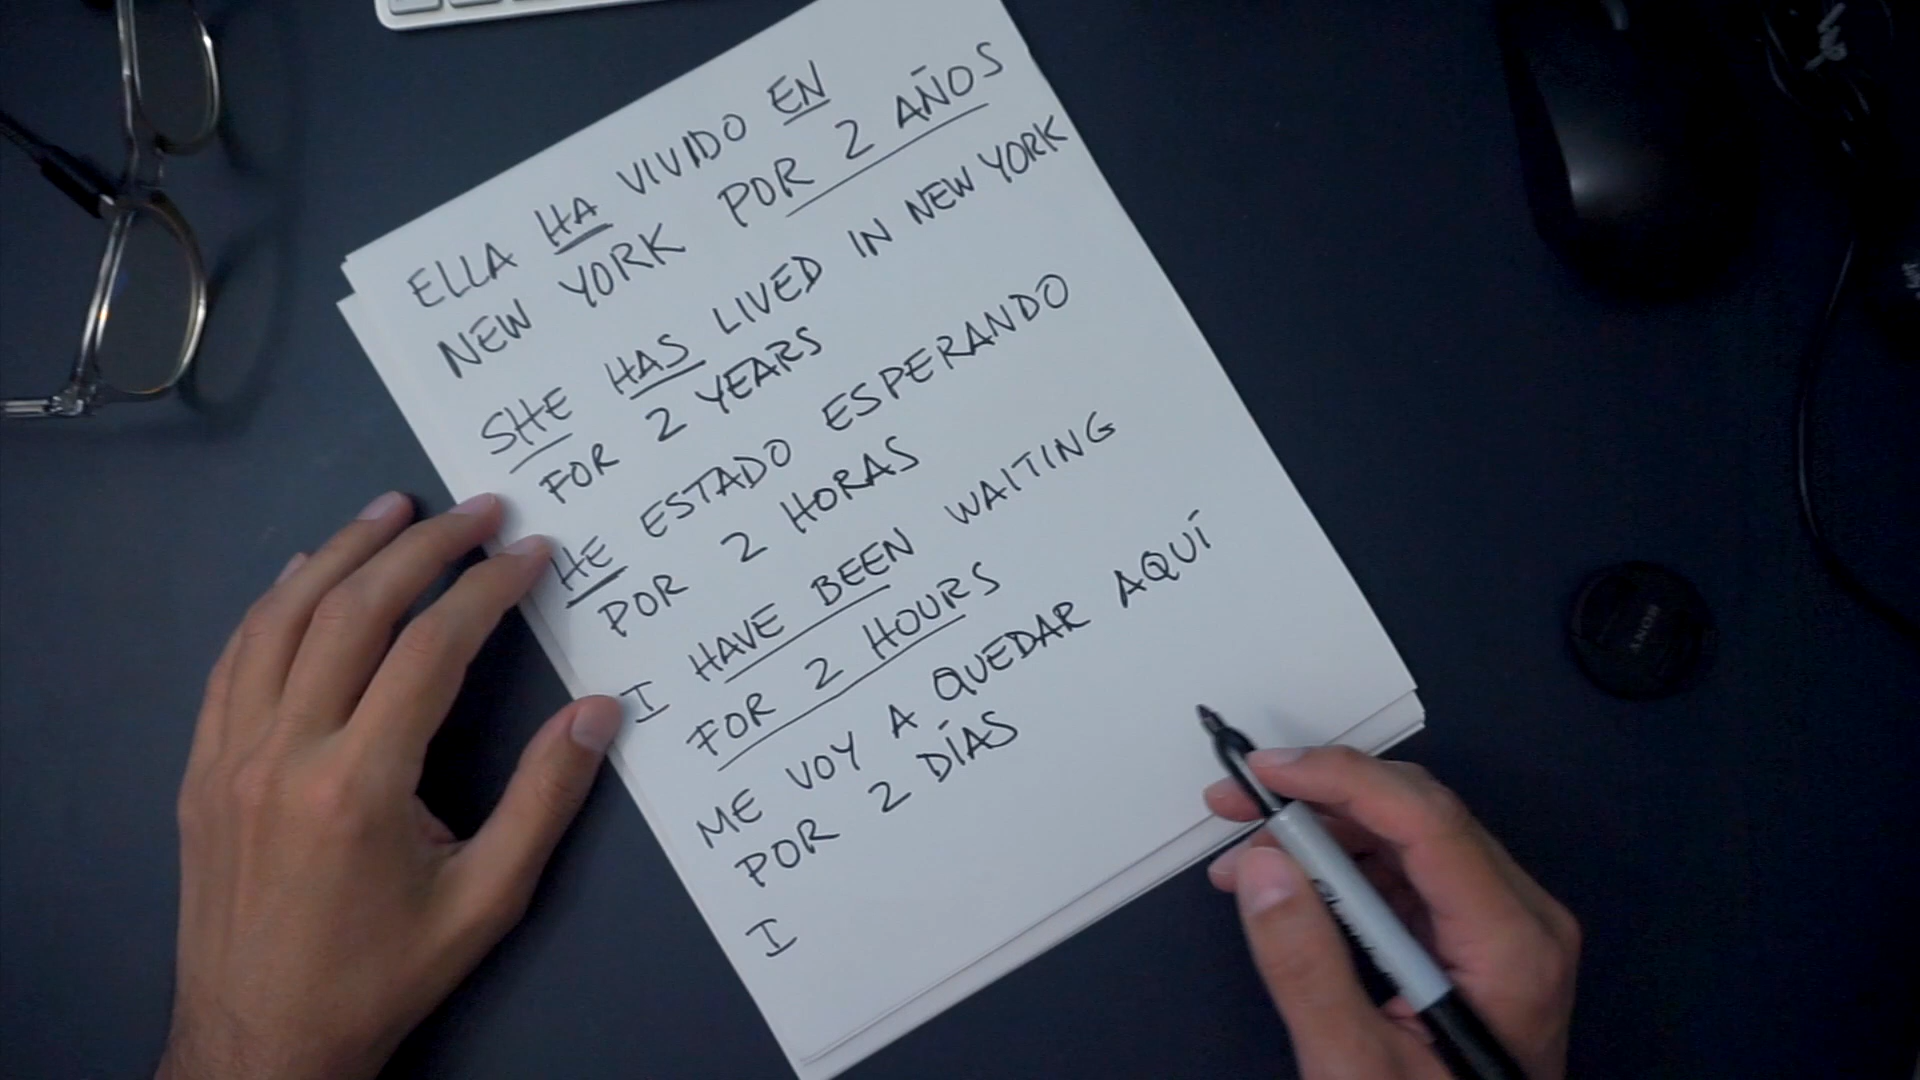 ELLA HA VIVIDO EN
NEW YORK POR 2 AÑOS
SHE HAS LIVED IN NEW YORK
FOR 2 YEARS
HE ESTADO ESPERANDO
POR 2 HORAS
I HAVE BEEN WAITING
FOR 2 HOURS
ME VOY A QUEDAR AQUÍ
POR 2 DÍAS
I
SONY